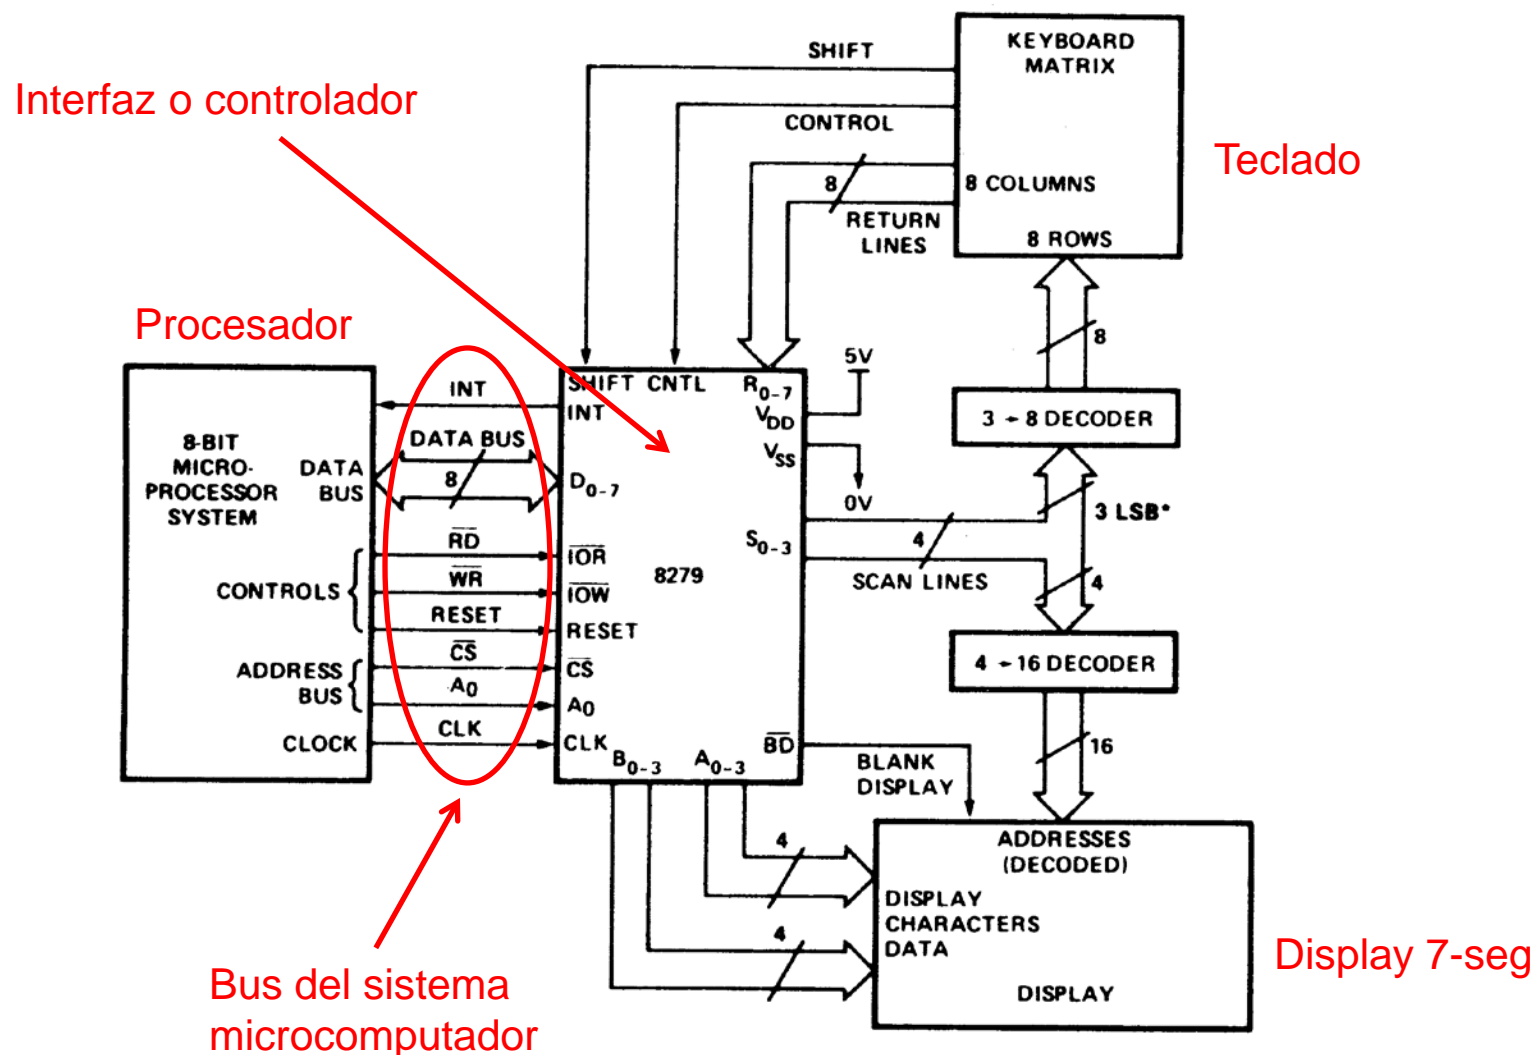 KEYBOARD
MATRIX
SHIFT
Interfaz o controlador
CONTROL
Teclado
8
8 COLUMNS
RETURN
LINES
8 ROWS
Procesador
8
5V
INT
SHIFT CNTL
R0-7
INT
VDD
3 → 8 DECODER
8-BIT
MICRO-
PROCESSOR
SYSTEM
DATA
BUS
DATA BUS
8
D0-7
VSS
0V
3 LSB*
RD
IOR
S0-3
4
8279
CONTROLS
WR
IOW
SCAN LINES
4
RESET
RESET
CS
CS
4 → 16 DECODER
ADDRESS
BUS
A0
A0
CLOCK
CLK
CLK
BD
16
B0-3
A0-3
BLANK
DISPLAY
4
ADDRESSES
(DECODED)
DISPLAY
CHARACTERS
DATA
4
Display 7-seg
DISPLAY
Bus del sistema
microcomputador